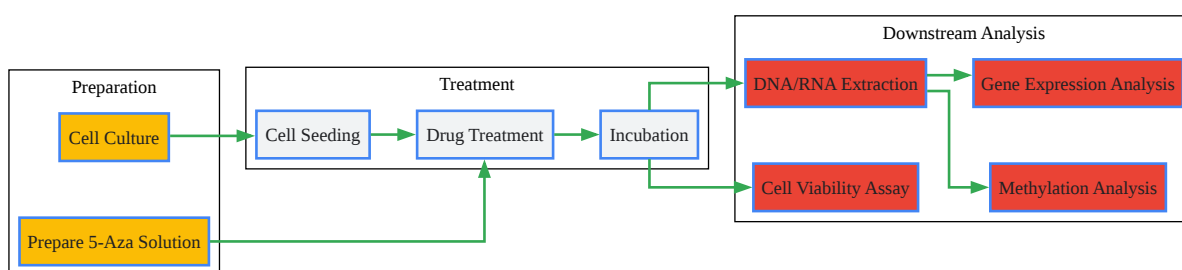 Preparation
Cell Culture
Prepare 5-Aza Solution
Treatment
Cell Seeding
Drug Treatment
Incubation
Downstream Analysis
DNA/RNA Extraction
Gene Expression Analysis
Cell Viability Assay
Methylation Analysis